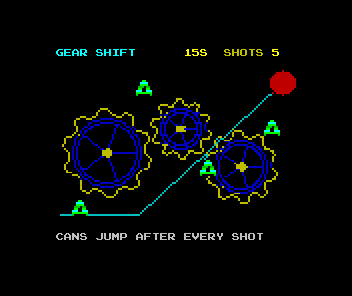 GEAR SHIFT 15S SHOTS 5
CANS JUMP AFTER EVERY SHOT